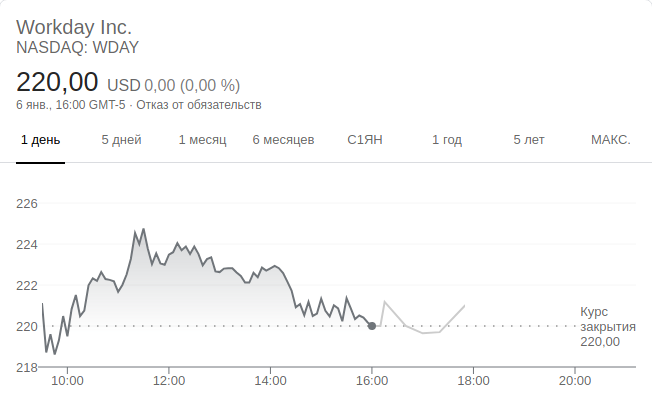 Workday Inc.
NASDAQ: WDAY
220,00 USD 0,00 (0,00 %)
6 янв., 16:00 GMT-5 · Отказ от обязательств
1 день 5 дней 1 месяц 6 месяцев С1ЯН 1 год 5 лет МАКС.
226
224
222
220
218
Курс
закрытия
220,00
10:00 12:00 14:00 16:00 18:00 20:00